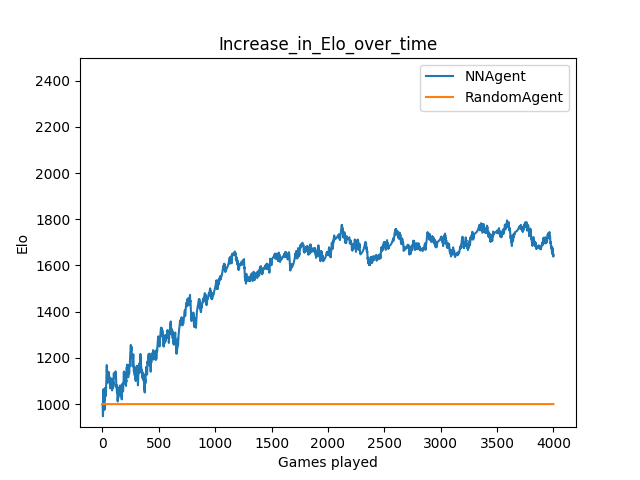 Increase_in_Elo_over_time
NNAgent
RandomAgent
2400
2200
2000
1800
1600
1400
1200
1000
Elo
0 500 1000 1500 2000 2500 3000 3500 4000
Games played